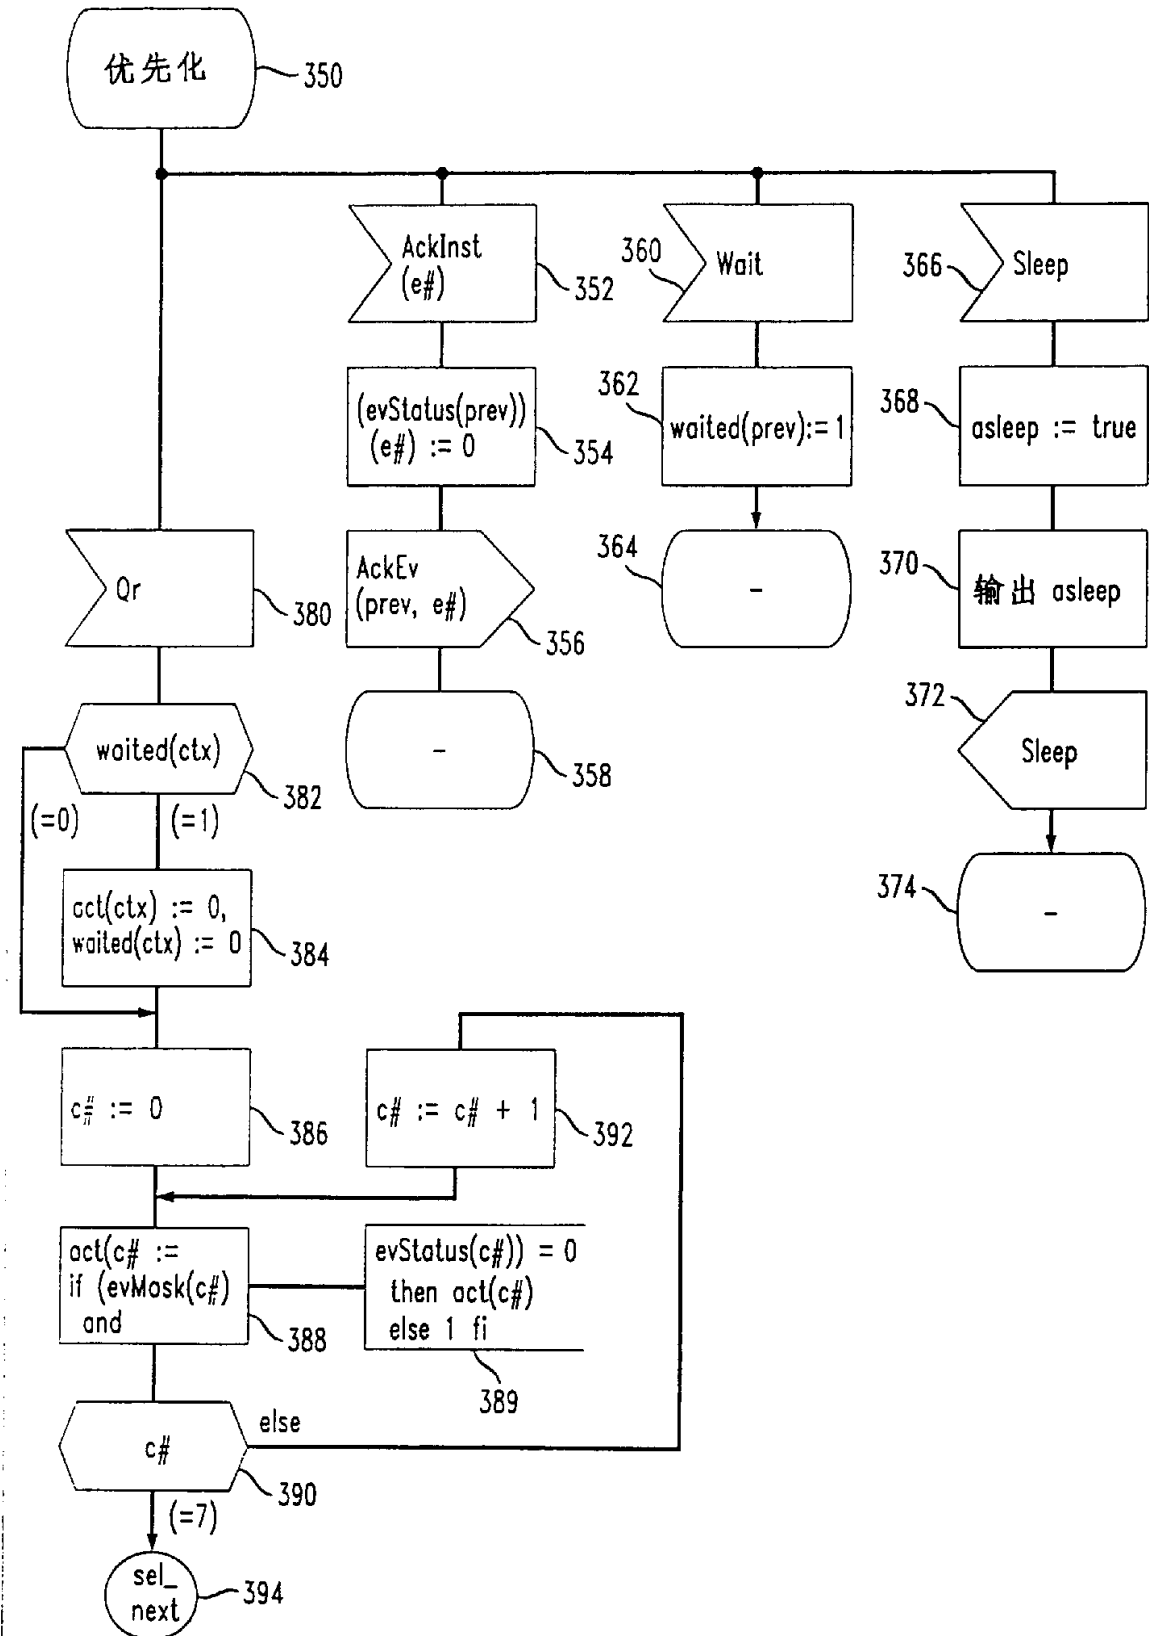 优先化
350
AckInst
(e#)
352
360
Wait
366
Sleep
(evStatus(prev))
(e#) := 0
354
362
waited(prev):=1
368
asleep := true
Qr
380
AckEv
(prev, e#)
356
364
-
370
输出 asleep
waited(ctx)
382
(=0)
(=1)
-
358
372
Sleep
act(ctx) := 0,
waited(ctx) := 0
384
374
-
c# := 0
386
c# := c# + 1
392
act(c# :=
if (evMask(c#)
and
388
evStatus(c#)) = 0
then act(c#)
else 1 fi
389
c#
else
390
(=7)
sel_
next
394